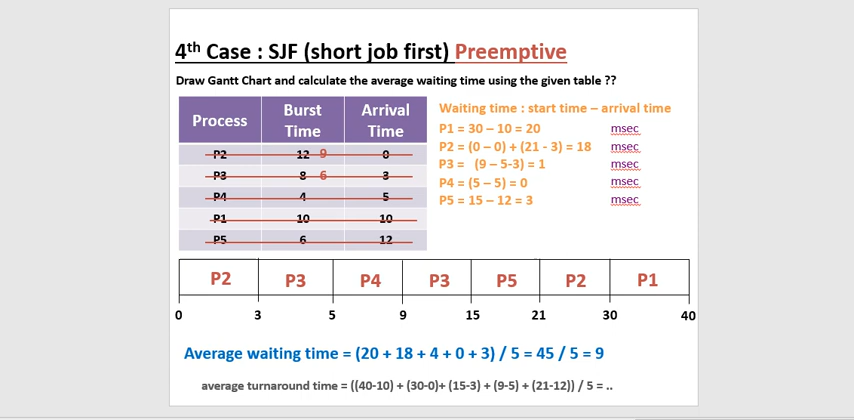 4th Case : SJF (short job first) Preemptive
Draw Gantt Chart and calculate the average waiting time using the given table ??
Process Burst Time Arrival Time
P2 12 9 0
P3 8 6 3
P4 4 5
P1 10 10
P5 6 12
Waiting time : start time – arrival time
P1 = 30 – 10 = 20 msec
P2 = (0 – 0) + (21 - 3) = 18 msec
P3 = (9 – 5-3) = 1 msec
P4 = (5 – 5) = 0 msec
P5 = 15 – 12 = 3 msec
P2 P3 P4 P3 P5 P2 P1
0 3 5 9 15 21 30 40
Average waiting time = (20 + 18 + 4 + 0 + 3) / 5 = 45 / 5 = 9
average turnaround time = ((40-10) + (30-0)+ (15-3) + (9-5) + (21-12)) / 5 = ..